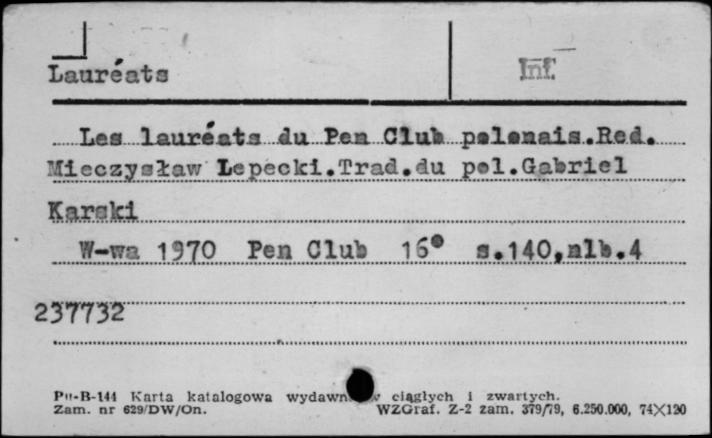 Lauréats
Inf.
Les lauréats du Pen Club polonais.Red.
Mieczysław Lepecki.Trad.du pol.Gabriel
Karski
W-wa 1970 Pen Club 16° s.140,nlb.4
237732
Pu-B-144 Karta katalogowa ciągłych i zwartych.
Zam. nr 629/DW/On. WZGraf. Z-2 zam. 379/79, 6.250.000, 74X120